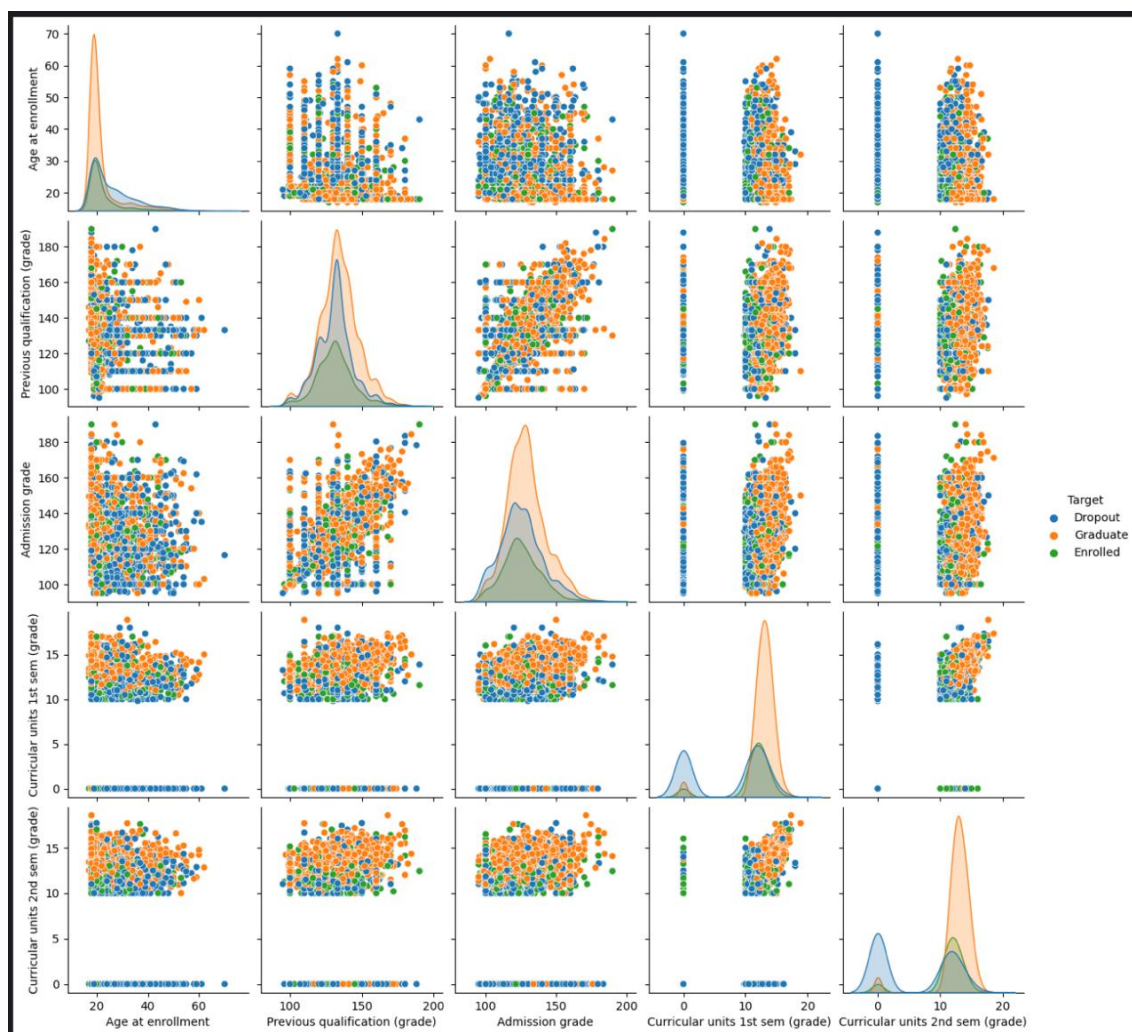 70
60
50
40
30
20
Age at enrollment
180
160
140
120
100
Previous qualification (grade)
180
160
140
120
100
Admission grade
Target
Dropout
Graduate
Enrolled
15
10
5
0
Curricular units 1st sem (grade)
15
10
5
0
Curricular units 2nd sem (grade)
20 40 60 100 150 200 100 150 200 0 10 20 0 10 20
Age at enrollment Previous qualification (grade) Admission grade Curricular units 1st sem (grade) Curricular units 2nd sem (grade)